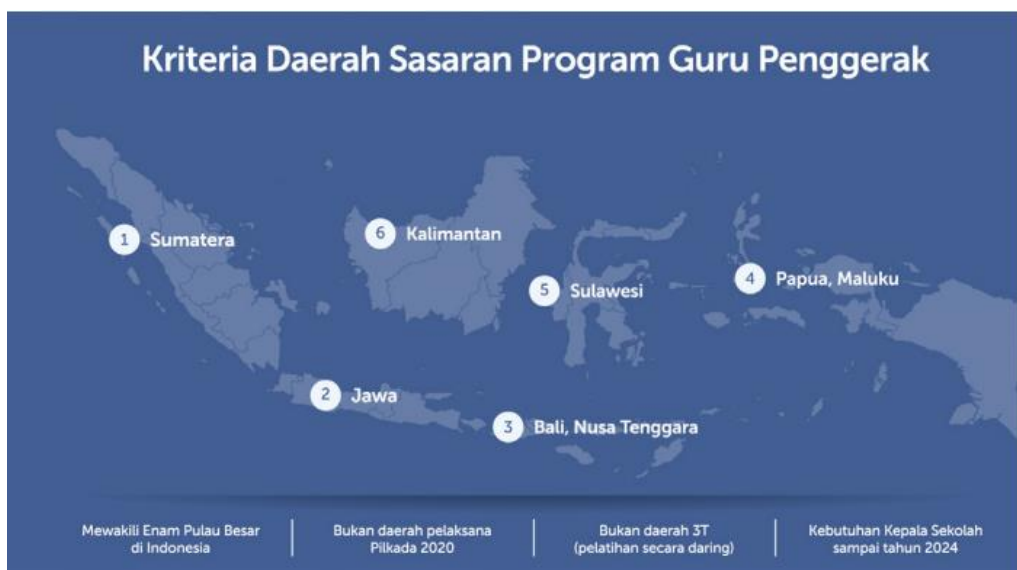 Kriteria Daerah Sasaran Program Guru Penggerak
1 Sumatera
6 Kalimantan
5 Sulawesi
4 Papua, Maluku
2 Jawa
3 Bali, Nusa Tenggara
Mewakili Enam Pulau Besar
di Indonesia
Bukan daerah pelaksana
Pilkada 2020
Bukan daerah 3T
(pelatihan secara daring)
Kebutuhan Kepala Sekolah
sampai tahun 2024